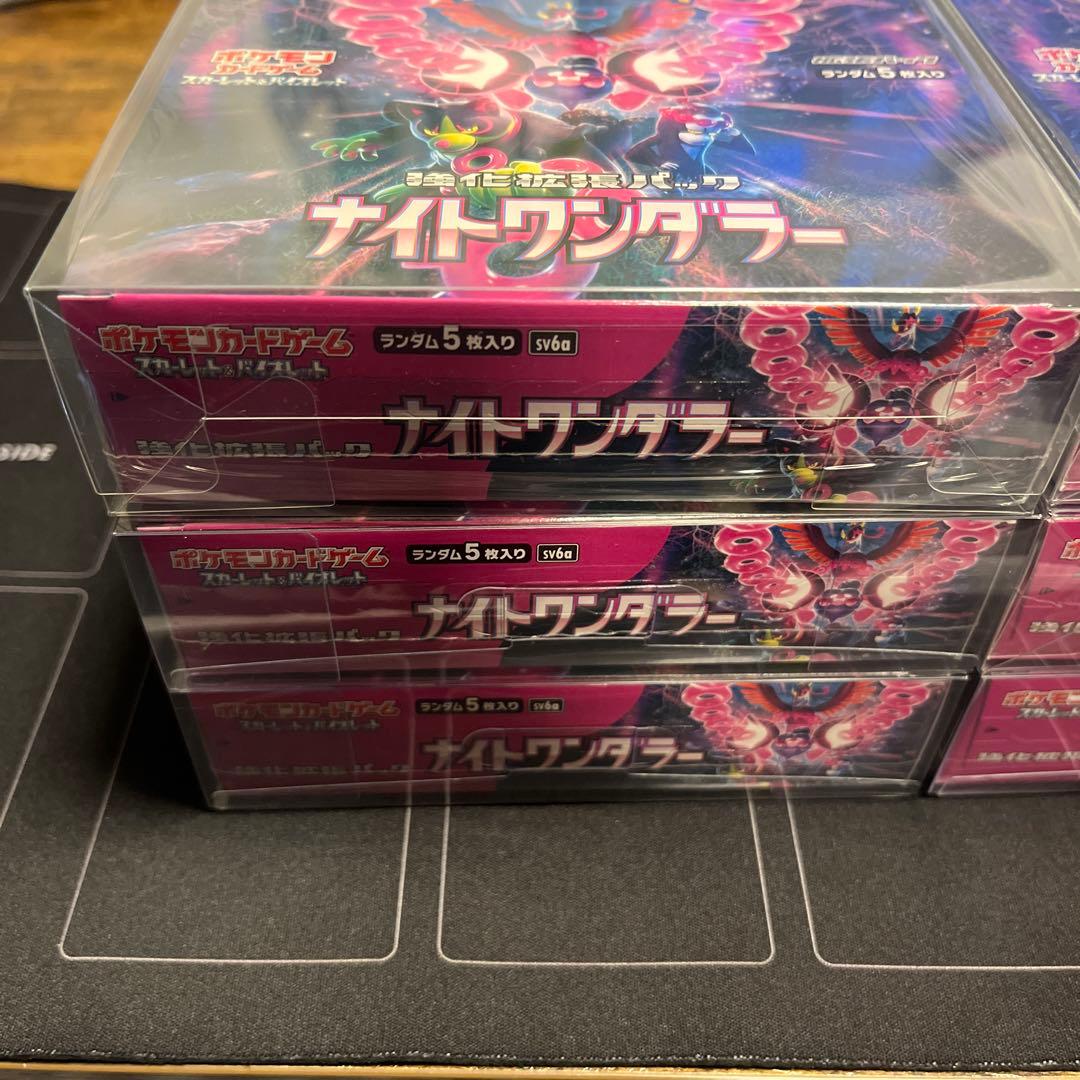 ポケモン
カードゲーム
スカーレット&バイオレット
ランダム5枚入り
強化拡張パック
ナイトワンダラー
ポケモンカードゲーム
スカーレット&バイオレット
ランダム5枚入り sv6a
強化拡張パック
ナイトワンダラー
ポケモンカードゲーム
スカーレット&バイオレット
ランダム5枚入り sv6a
強化拡張パック
ナイトワンダラー
ポケモンカードゲーム
スカーレット&バイオレット
ランダム5枚入り sv6a
強化拡張パック
ナイトワンダラー
SIDE